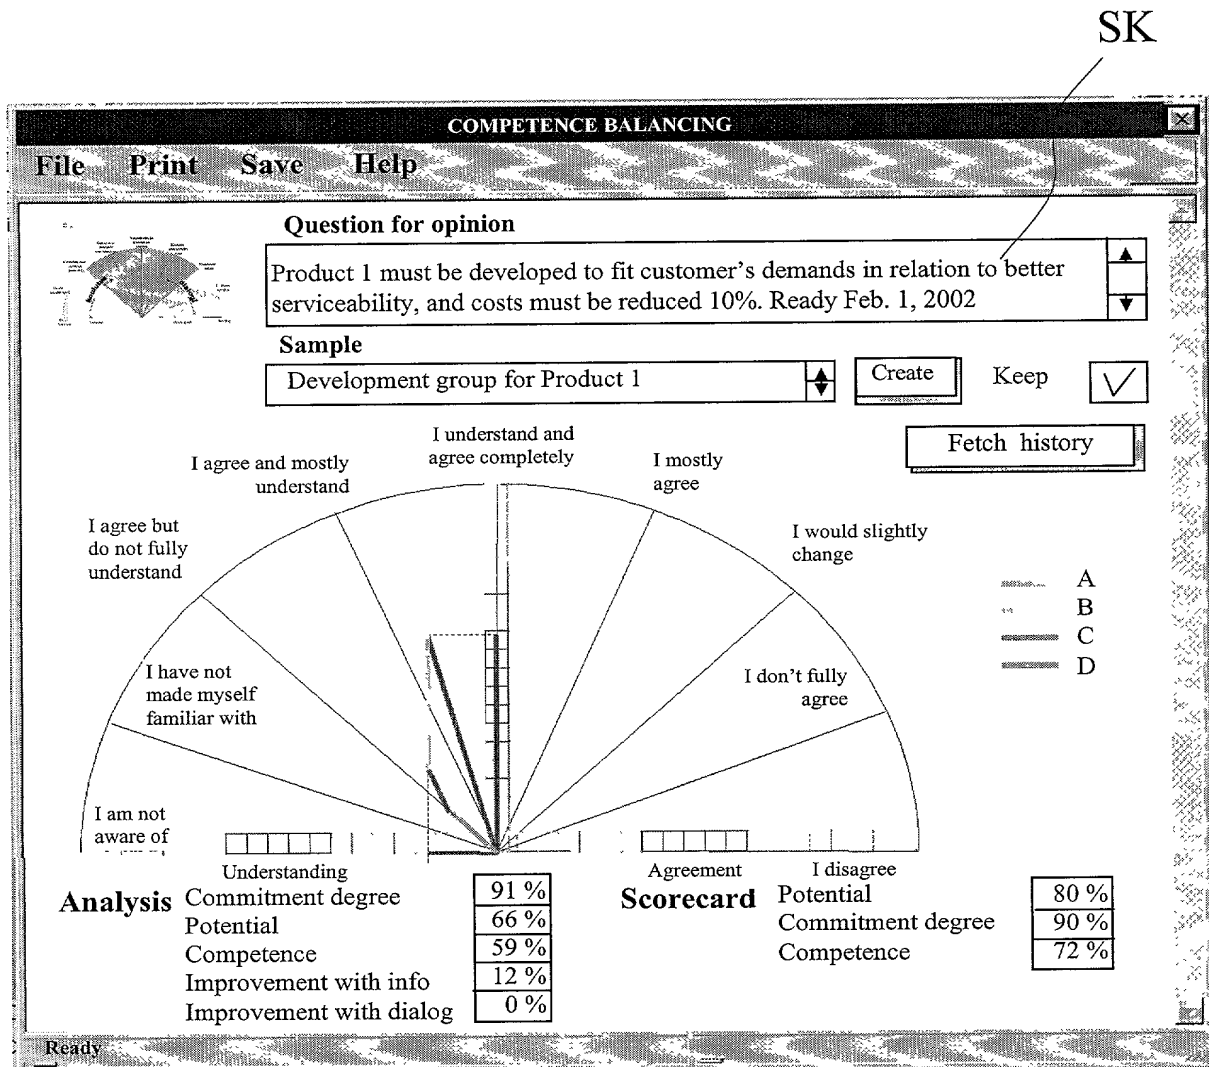 SK
COMPETENCE BALANCING
File Print Save Help
Question for opinion
Product 1 must be developed to fit customer's demands in relation to better
serviceability, and costs must be reduced 10%. Ready Feb. 1, 2002
Sample
Development group for Product 1
Create
Keep
Fetch history
I understand and
agree completely
I agree and mostly
understand
I mostly
agree
I agree but
do not fully
understand
I would slightly
change
A
B
C
D
I have not
made myself
familiar with
I don't fully
agree
I am not
aware of
Understanding
Agreement
I disagree
Analysis
Commitment degree 91 %
Potential 66 %
Competence 59 %
Improvement with info 12 %
Improvement with dialog 0 %
Scorecard
Potential 80 %
Commitment degree 90 %
Competence 72 %
Ready